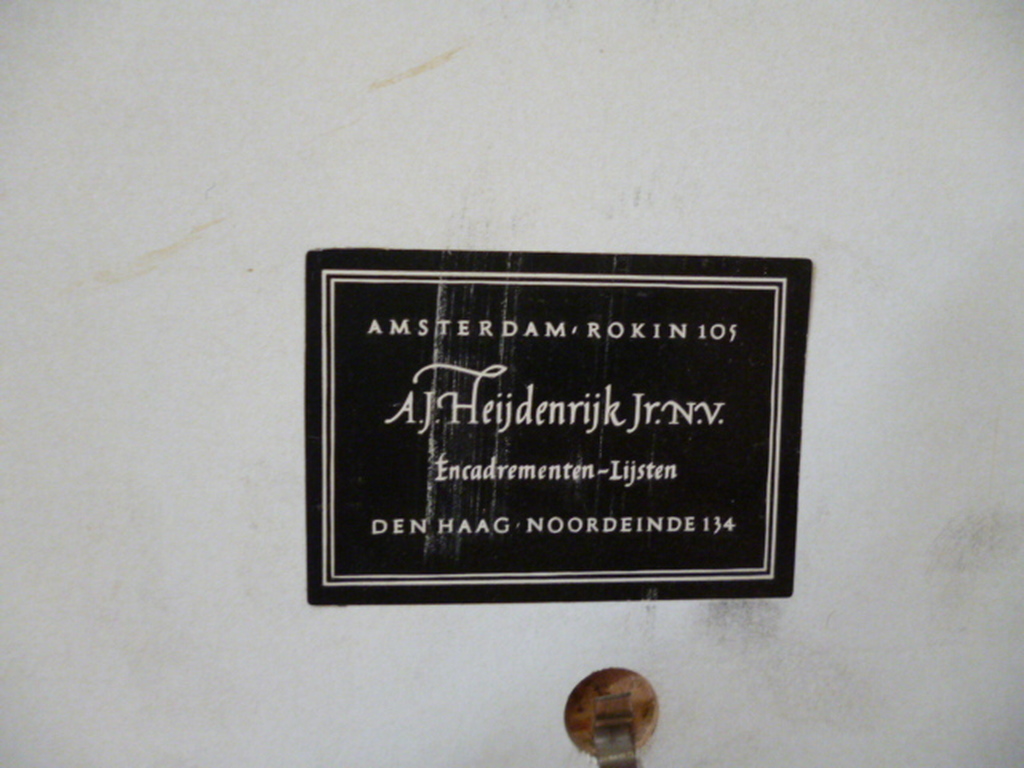 AMSTERDAM, ROKIN 105
A.J. Heijdenrijk Jr. N.V.
Encadrementen-Lijsten
DEN HAAG · NOORDEINDE 134